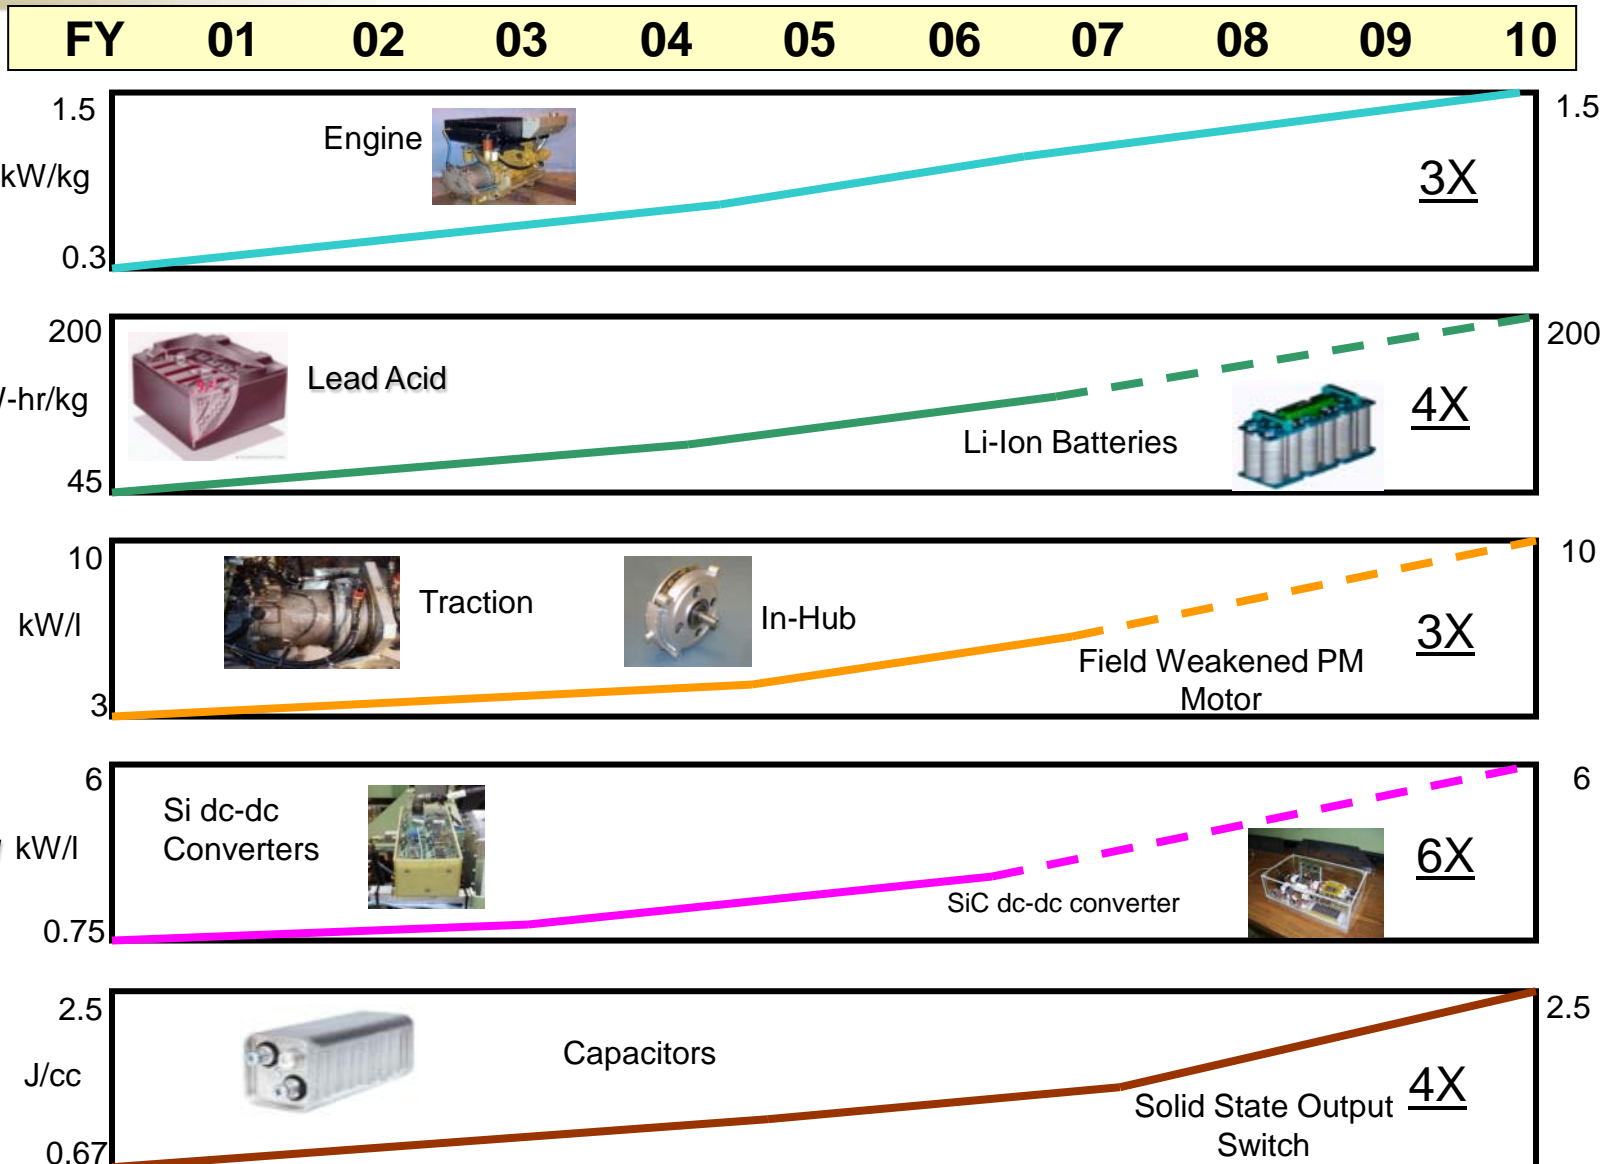 FY 01 02 03 04 05 06 07 08 09 10
1.5
1.5
Engine
kW/kg
3X
0.3
200
200
Lead Acid
-hr/kg
4X
Li-Ion Batteries
45
10
10
Traction
In-Hub
kW/l
3X
Field Weakened PM
Motor
3
6
6
Si dc-dc
Converters
kW/l
6X
SiC dc-dc converter
0.75
2.5
2.5
Capacitors
J/cc
4X
Solid State Output
Switch
0.67